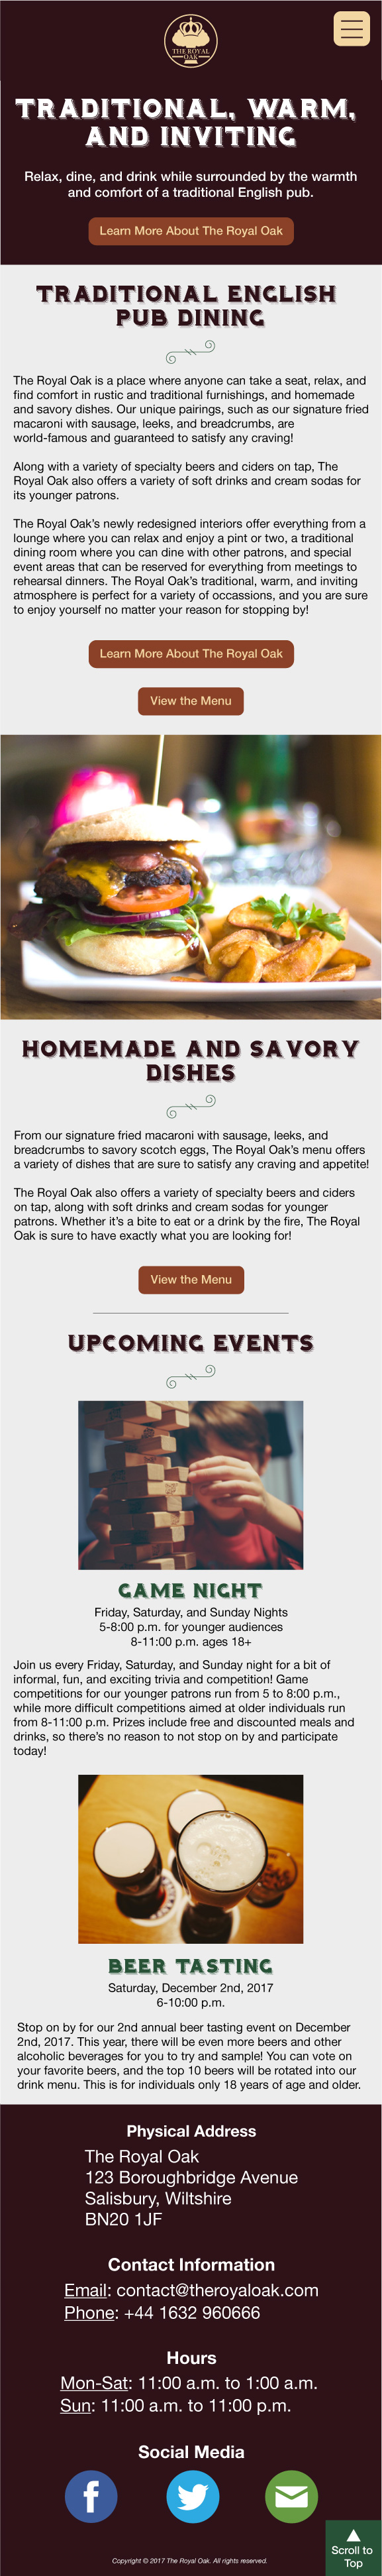 THE ROYAL
OAK
TRADITIONAL, WARM,
AND INVITING
Relax, dine, and drink while surrounded by the warmth
and comfort of a traditional English pub.
Learn More About The Royal Oak
TRADITIONAL ENGLISH
PUB DINING
The Royal Oak is a place where anyone can take a seat, relax, and
find comfort in rustic and traditional furnishings, and homemade
and savory dishes. Our unique pairings, such as our signature fried
macaroni with sausage, leeks, and breadcrumbs, are
world-famous and guaranteed to satisfy any craving!
Along with a variety of specialty beers and ciders on tap, The
Royal Oak also offers a variety of soft drinks and cream sodas for
its younger patrons.
The Royal Oak's newly redesigned interiors offer everything from a
lounge where you can relax and enjoy a pint or two, a traditional
dining room where you can dine with other patrons, and special
event areas that can be reserved for everything from meetings to
rehearsal dinners. The Royal Oak's traditional, warm, and inviting
atmosphere is perfect for a variety of occassions, and you are sure
to enjoy yourself no matter your reason for stopping by!
Learn More About The Royal Oak
View the Menu
HOMEMADE AND SAVORY
DISHES
From our signature fried macaroni with sausage, leeks, and
breadcrumbs to savory scotch eggs, The Royal Oak's menu offers
a variety of dishes that are sure to satisfy any craving and appetite!
The Royal Oak also offers a variety of specialty beers and ciders
on tap, along with soft drinks and cream sodas for younger
patrons. Whether it's a bite to eat or a drink by the fire, The Royal
Oak is sure to have exactly what you are looking for!
View the Menu
UPCOMING EVENTS
GAME NIGHT
Friday, Saturday, and Sunday Nights
5-8:00 p.m. for younger audiences
8-11:00 p.m. ages 18+
Join us every Friday, Saturday, and Sunday night for a bit of
informal, fun, and exciting trivia and competition! Game
competitions for our younger patrons run from 5 to 8:00 p.m.,
while more difficult competitions aimed at older individuals run
from 8-11:00 p.m. Prizes include free and discounted meals and
drinks, so there's no reason to not stop on by and participate
today!
BEER TASTING
Saturday, December 2nd, 2017
6-10:00 p.m.
Stop on by for our 2nd annual beer tasting event on December
2nd, 2017. This year, there will be even more beers and other
alcoholic beverages for you to try and sample! You can vote on
your favorite beers, and the top 10 beers will be rotated into our
drink menu. This is for individuals only 18 years of age and older.
Physical Address
The Royal Oak
123 Boroughbridge Avenue
Salisbury, Wiltshire
BN20 1JF
Contact Information
Email: contact@theroyaloak.com
Phone: +44 1632 960666
Hours
Mon-Sat: 11:00 a.m. to 1:00 a.m.
Sun: 11:00 a.m. to 11:00 p.m.
Social Media
Scroll to
Top
Copyright © 2017 The Royal Oak. All rights reserved.